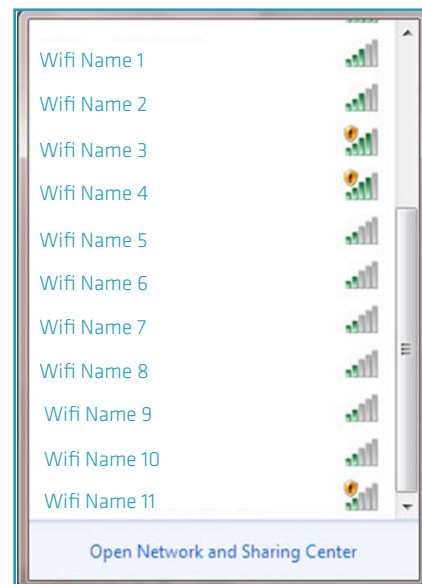 Wifi Name 1
Wifi Name 2
Wifi Name 3
Wifi Name 4
Wifi Name 5
Wifi Name 6
Wifi Name 7
Wifi Name 8
Wifi Name 9
Wifi Name 10
Wifi Name 11
Open Network and Sharing Center